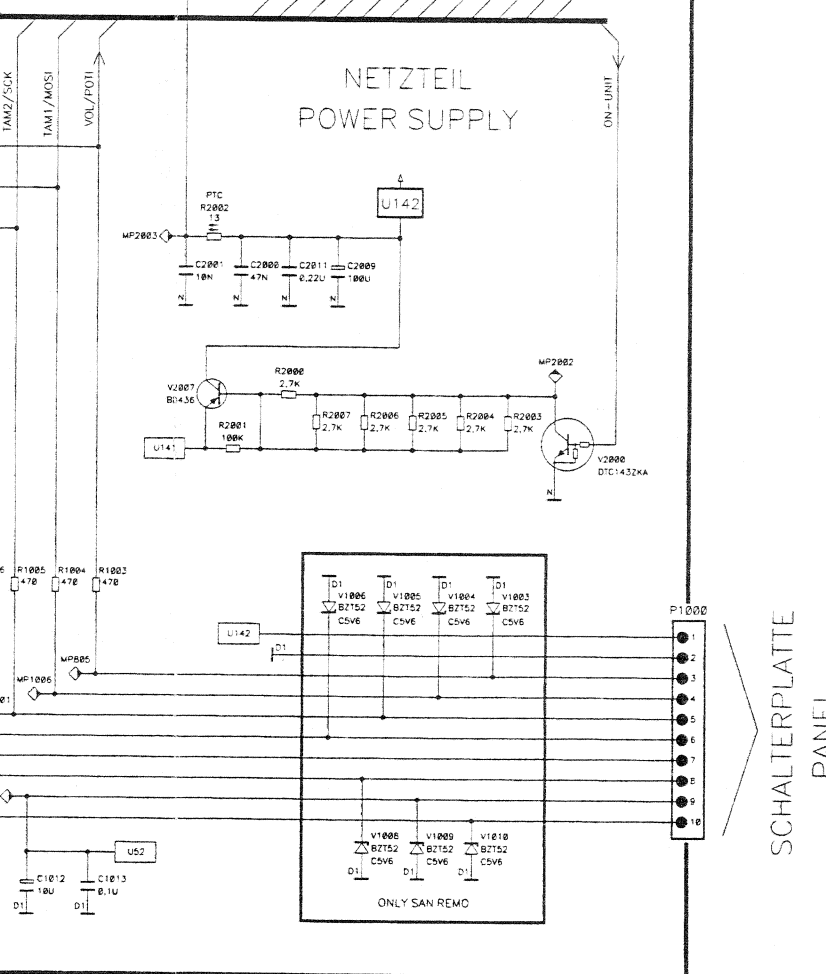 TAM2/SCK
TAM1/MOSI
VOL/POTI
NETZTEIL
POWER SUPPLY
ON-UNIT
PTC
R2002
13
U142
MP2003
C2001
10N
C2000
47N
C2011
0,22U
C2009
100U
N
N
N
N
MP2002
V2007
BD436
R2000
2,7K
R2001
100K
R2007
2,7K
R2006
2,7K
R2005
2,7K
R2004
2,7K
R2003
2,7K
U141
V2000
DTC143ZKA
N
6
R1005
470
R1004
470
R1003
470
D1
V1006
BZT52
C5V6
D1
V1005
BZT52
C5V6
D1
V1004
BZT52
C5V6
D1
V1003
BZT52
C5V6
P1000
U142
D1
MP805
MP1006
01
1
2
3
4
5
6
7
8
9
10
SCHALTERPLATTE
PANEL
V1008
BZT52
C5V6
D1
V1009
BZT52
C5V6
D1
V1010
BZT52
C5V6
D1
U52
C1012
10U
D1
C1013
0,1U
D1
ONLY SAN REMO